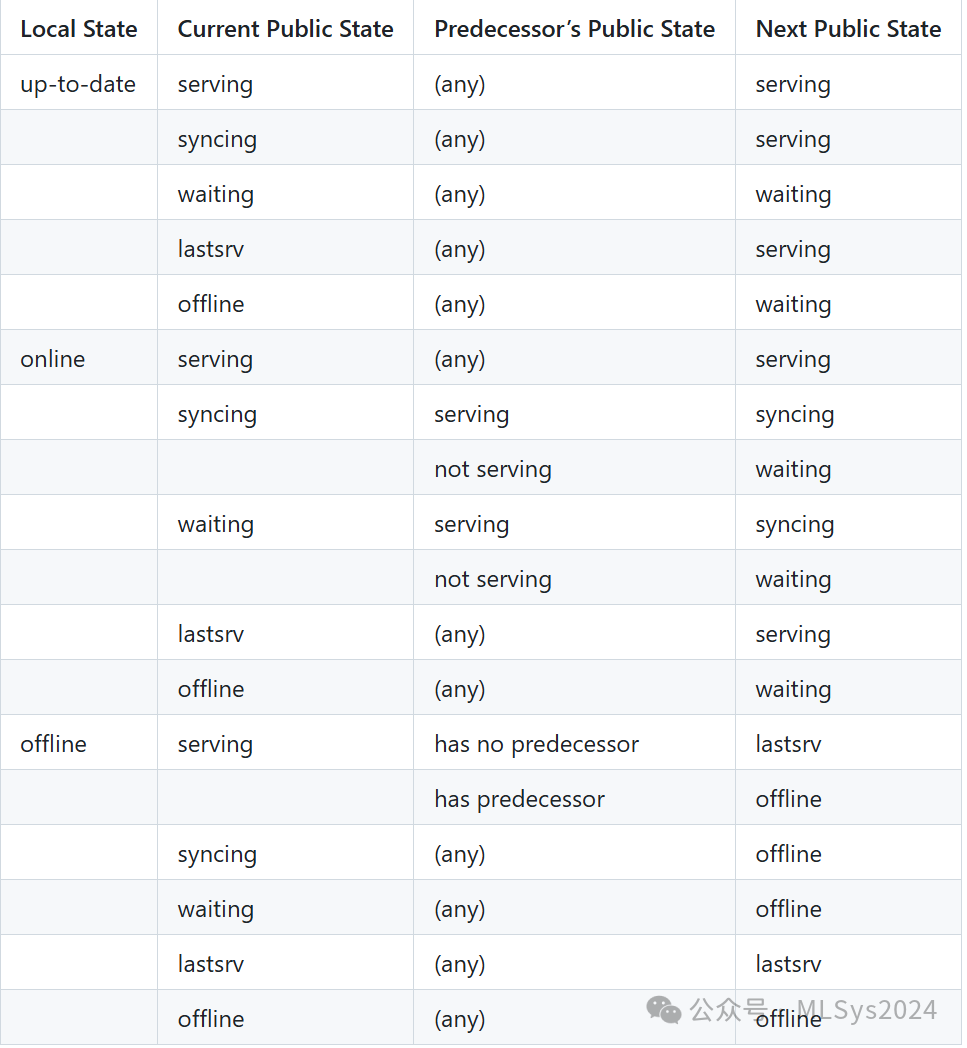 Local State Current Public State Predecessor’s Public State Next Public State
up-to-date serving (any) serving
syncing (any) serving
waiting (any) waiting
lastsrv (any) serving
offline (any) waiting
online serving (any) serving
syncing serving syncing
not serving waiting
waiting serving syncing
not serving waiting
lastsrv (any) serving
offline (any) waiting
offline serving has no predecessor lastsrv
has predecessor offline
syncing (any) offline
waiting (any) offline
lastsrv (any) lastsrv
offline (any) offline
公众号 · MLSys2024